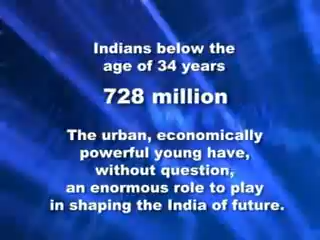 Indians below the
age of 34 years
728 million
The urban, economically
powerful young have,
without question,
an enormous role to play
in shaping the India of future.